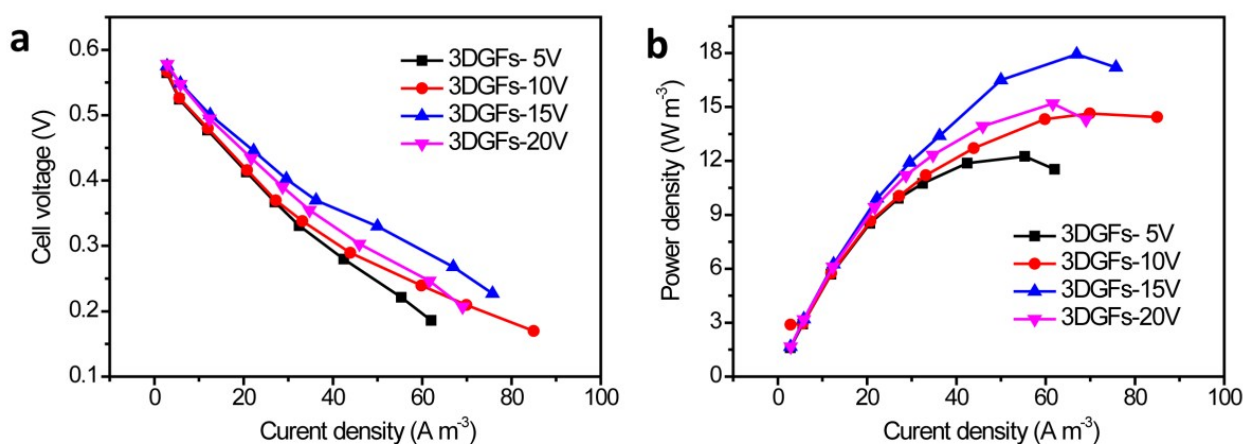 a
0.6
0.5
0.4
0.3
0.2
0.1
Cell voltage (V)
3DGFs- 5V
3DGFs-10V
3DGFs-15V
3DGFs-20V
0 20 40 60 80 100
Curent density (A m⁻³)
b
18
15
12
9
6
3
0
Power density (W m⁻³)
3DGFs- 5V
3DGFs-10V
3DGFs-15V
3DGFs-20V
0 20 40 60 80 100
Curent density (A m⁻³)